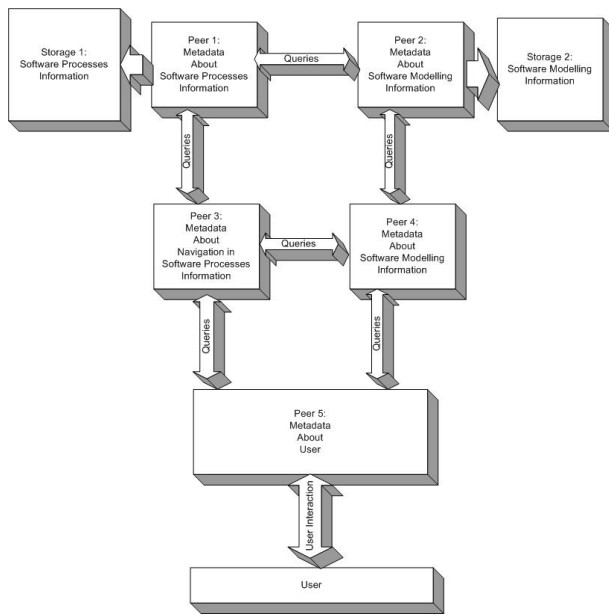 Storage 1:
Software Processes
Information
Peer 1:
Metadata
About
Software Processes
Information
Queries
Peer 2:
Metadata
About
Software Modelling
Information
Storage 2:
Software Modelling
Information
Queries
Queries
Peer 3:
Metadata
About
Navigation in
Software Processes
Information
Queries
Peer 4:
Metadata
About
Software Modelling
Information
Queries
Queries
Peer 5:
Metadata
About
User
User Interaction
User